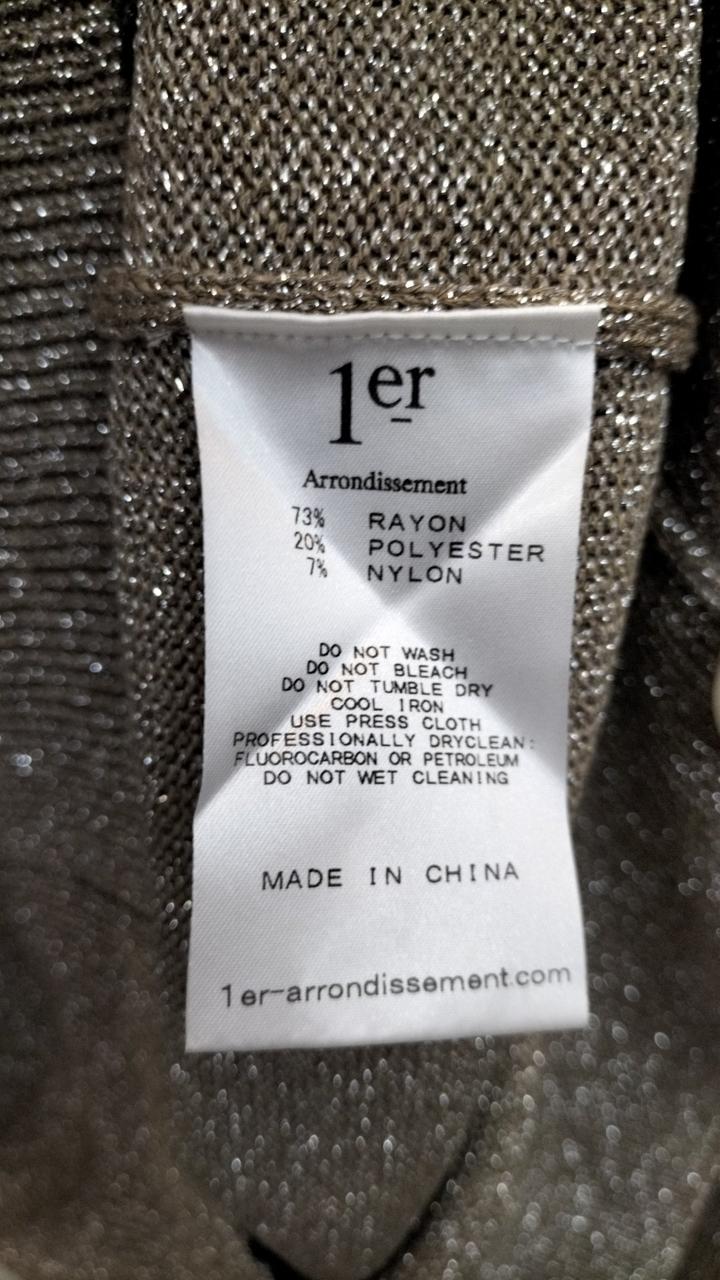 1er
Arrondissement
73% RAYON
20% POLYESTER
7% NYLON
DO NOT WASH
DO NOT BLEACH
DO NOT TUMBLE DRY
COOL IRON
USE PRESS CLOTH
PROFESSIONALLY DRYCLEAN:
FLUOROCARBON OR PETROLEUM
DO NOT WET CLEANING
MADE IN CHINA
1er-arrondissement.com